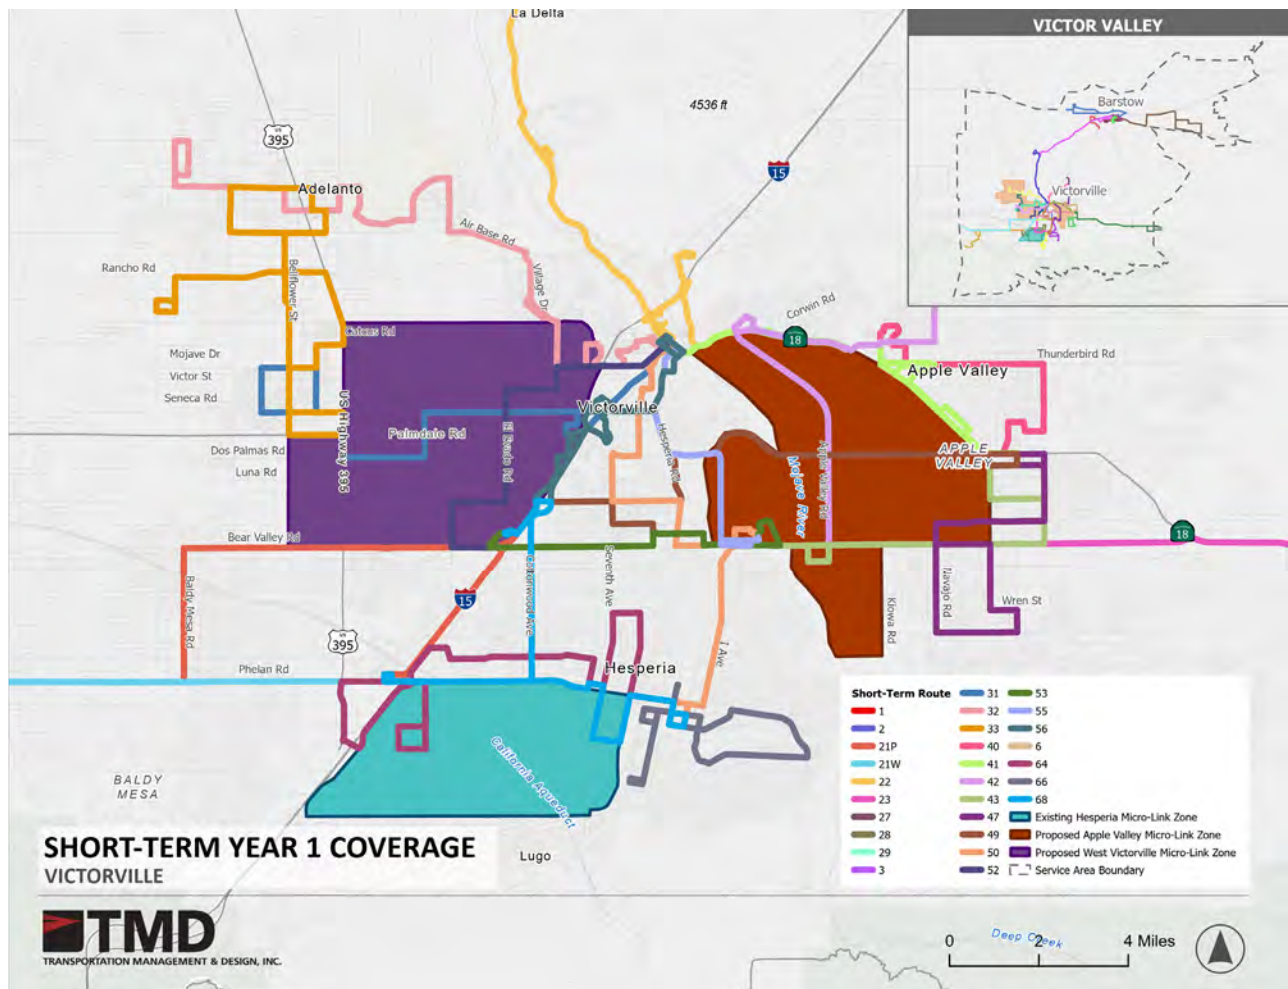 La Delta
VICTOR VALLEY
4536 ft
US
395
15
Barstow
Victorville
Adelanto
Air Base Rd
Rancho Rd
Bellflower St
Village Dr
Corwin Rd
18
Cobus Rd
Mojave Dr
Victor St
Seneca Rd
Thunderbird Rd
Apple Valley
Victorville
US Highway 395
Palmdale Rd
El Evado Rd
Dos Palmas Rd
Luna Rd
APPLE
VALLEY
Mojave River
Apple Valley Rd
Bear Valley Rd
18
Baldy Mesa Rd
15
Cottonwood Ave
Seventh Ave
Navajo Rd
Wren St
Kiowa Rd
US
395
I Ave
Phelan Rd
Hesperia
Short-Term Route
1
2
21P
21W
22
23
27
28
29
3
31
32
33
40
41
42
43
47
49
50
52
53
55
56
6
64
66
68
Existing Hesperia Micro-Link Zone
Proposed Apple Valley Micro-Link Zone
Proposed West Victorville Micro-Link Zone
Service Area Boundary
California Aqueduct
BALDY
MESA
SHORT-TERM YEAR 1 COVERAGE
VICTORVILLE
Lugo
TMD
TRANSPORTATION MANAGEMENT & DESIGN, INC.
Deep Creek
0 2 4 Miles